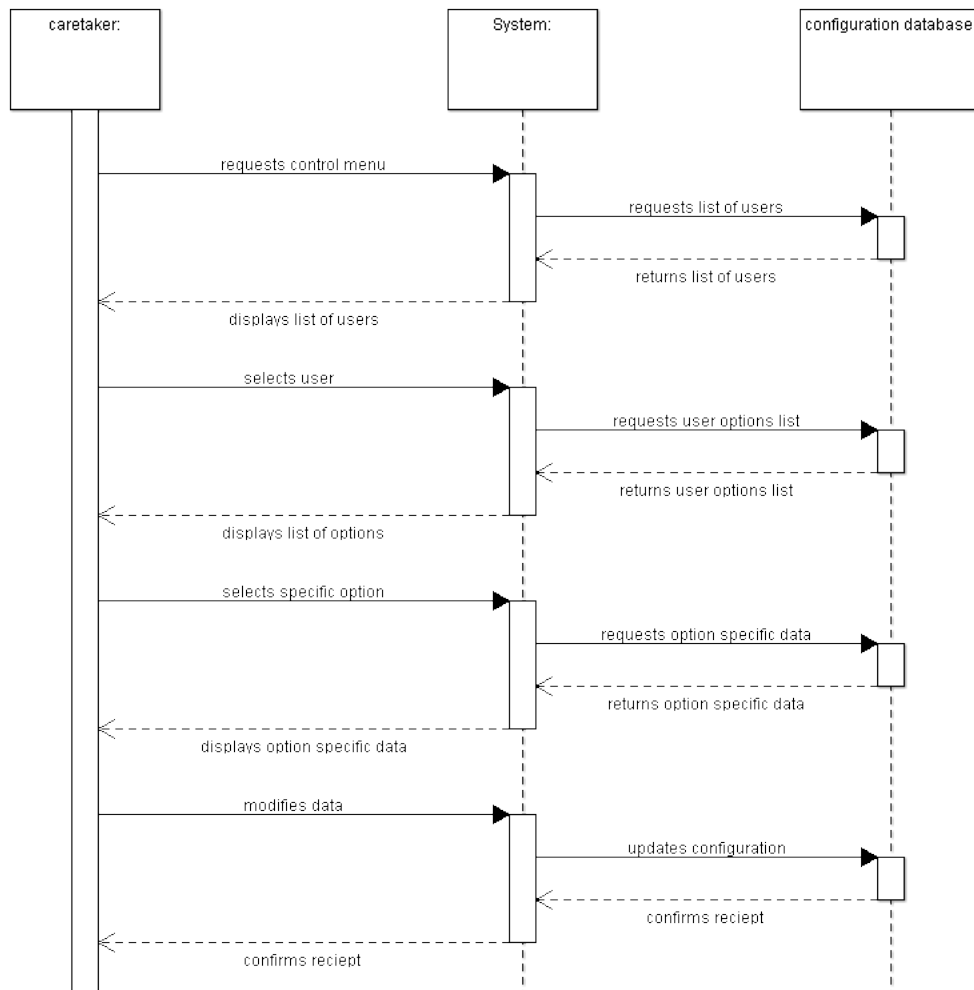 caretaker:
System:
configuration database
requests control menu
requests list of users
returns list of users
displays list of users
selects user
requests user options list
returns user options list
displays list of options
selects specific option
requests option specific data
returns option specific data
displays option specific data
modifies data
updates configuration
confirms reciept
confirms reciept